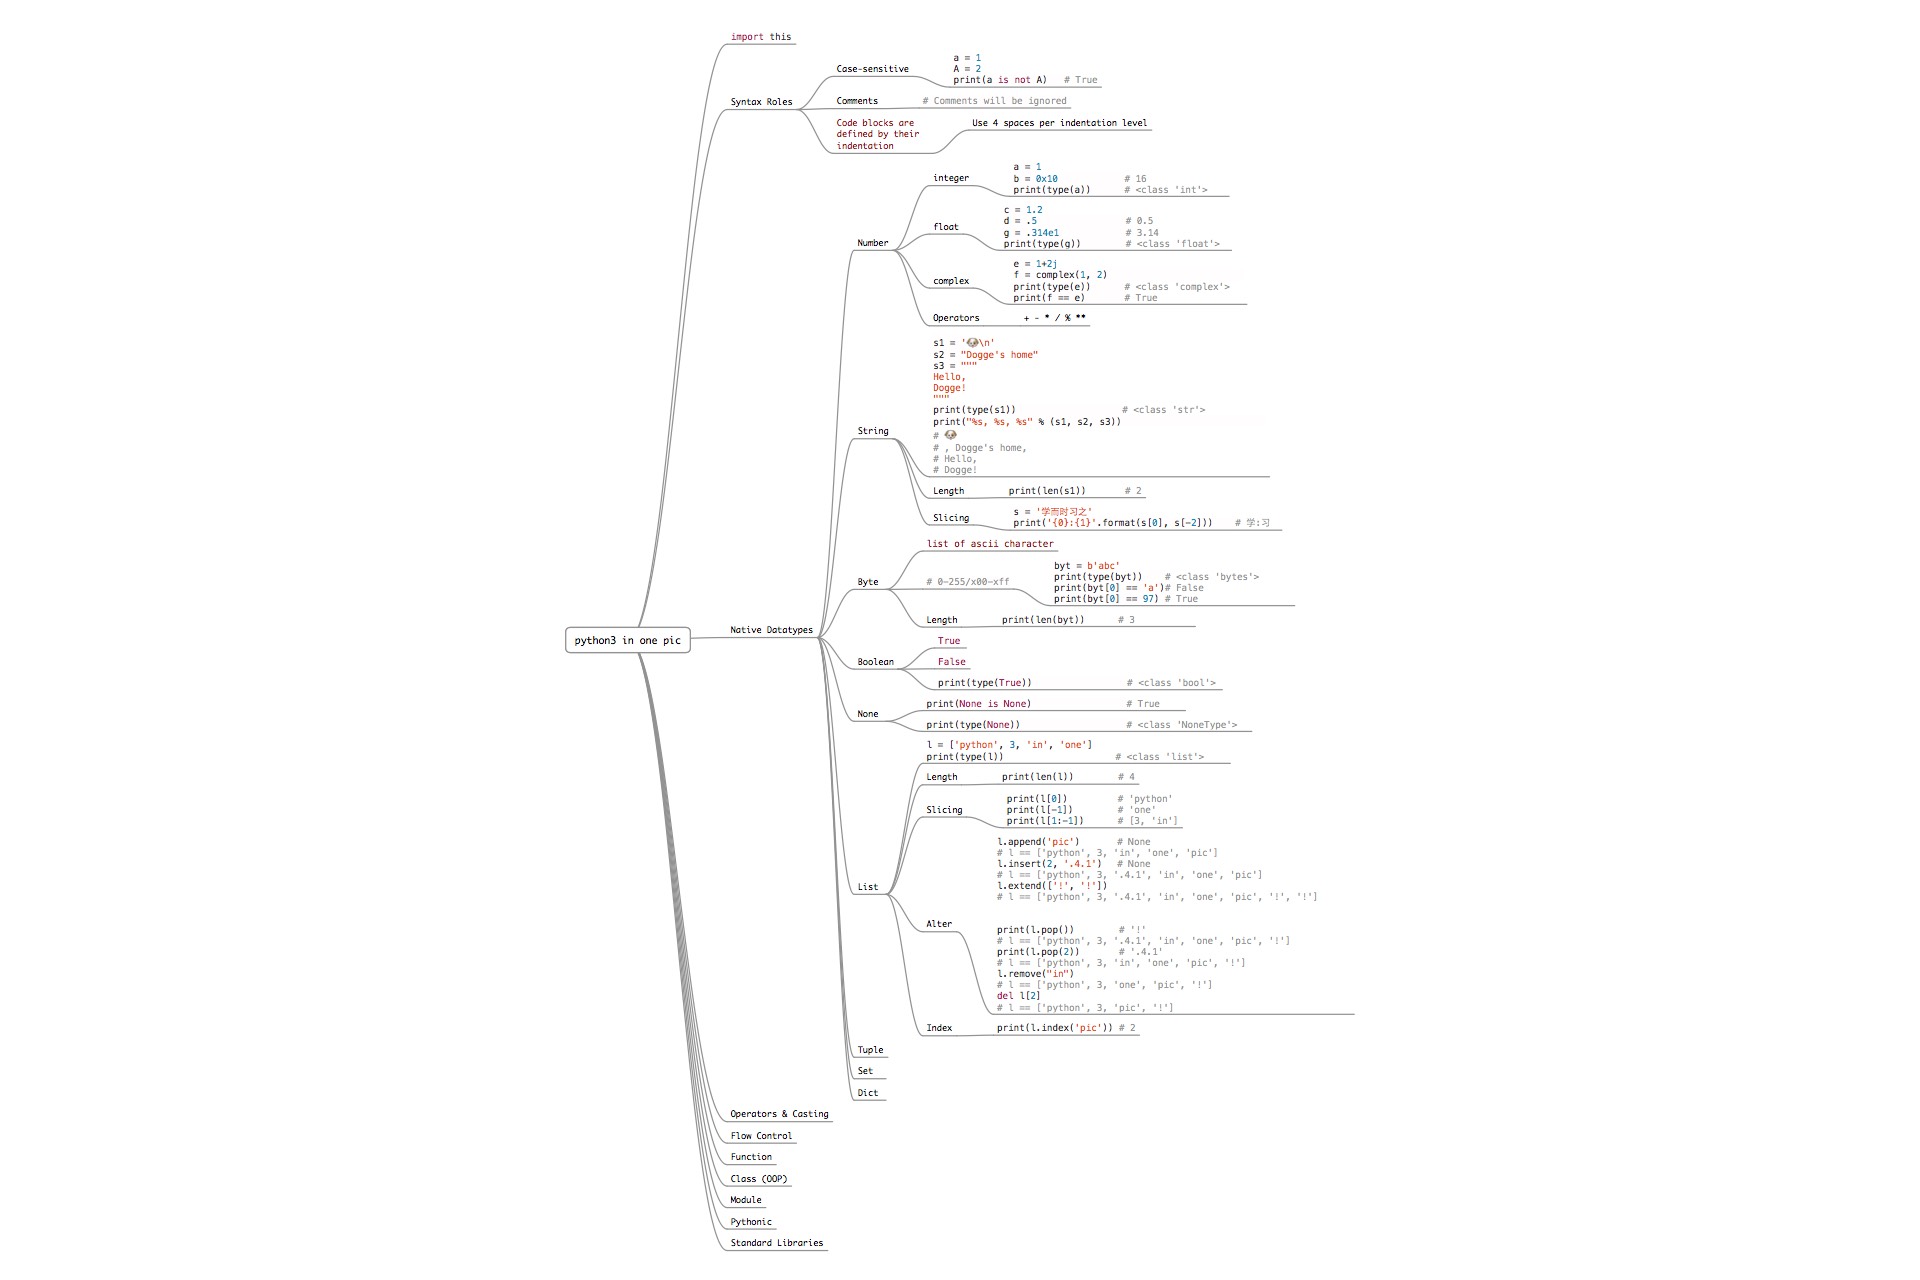 import this
Syntax Roles
Case-sensitive
a = 1
A = 2
print(a is not A)   # True
Comments
# Comments will be ignored
Code blocks are
defined by their
indentation
Use 4 spaces per indentation level
python3 in one pic
Native Datatypes
Number
integer
a = 1
b = 0x10            # 16
print(type(a))      # <class 'int'>
float
c = 1.2
d = .5                # 0.5
g = .314e1            # 3.14
print(type(g))        # <class 'float'>
complex
e = 1+2j
f = complex(1, 2)
print(type(e))      # <class 'complex'>
print(f == e)       # True
Operators
+ - * / % **
String
s1 = '🐶\n'
s2 = "Dogge's home"
s3 = """
Hello,
Dogge!
"""
print(type(s1))                   # <class 'str'>
print("%s, %s, %s" % (s1, s2, s3))
# 🐶
# , Dogge's home,
# Hello,
# Dogge!
Length
print(len(s1))       # 2
Slicing
s = '学而时习之'
print('{0}:{1}'.format(s[0], s[-2]))    # 学:习
Byte
list of ascii character
# 0-255/x00-xff
byt = b'abc'
print(type(byt))    # <class 'bytes'>
print(byt[0] == 'a')# False
print(byt[0] == 97) # True
Length
print(len(byt))      # 3
Boolean
True
False
print(type(True))                 # <class 'bool'>
None
print(None is None)                 # True
print(type(None))                   # <class 'NoneType'>
List
l = ['python', 3, 'in', 'one']
print(type(l))                    # <class 'list'>
Length
print(len(l))        # 4
Slicing
print(l[0])         # 'python'
print(l[-1])        # 'one'
print(l[1:-1])      # [3, 'in']
Alter
l.append('pic')       # None
# l == ['python', 3, 'in', 'one', 'pic']
l.insert(2, '.4.1')   # None
# l == ['python', 3, '.4.1', 'in', 'one', 'pic']
l.extend(['!', '!'])
# l == ['python', 3, '.4.1', 'in', 'one', 'pic', '!', '!']
print(l.pop())        # '!'
# l == ['python', 3, '.4.1', 'in', 'one', 'pic', '!']
print(l.pop(2))       # '.4.1'
# l == ['python', 3, 'in', 'one', 'pic', '!']
l.remove("in")
# l == ['python', 3, 'one', 'pic', '!']
del l[2]
# l == ['python', 3, 'pic', '!']
Index
print(l.index('pic')) # 2
Tuple
Set
Dict
Operators & Casting
Flow Control
Function
Class (OOP)
Module
Pythonic
Standard Libraries